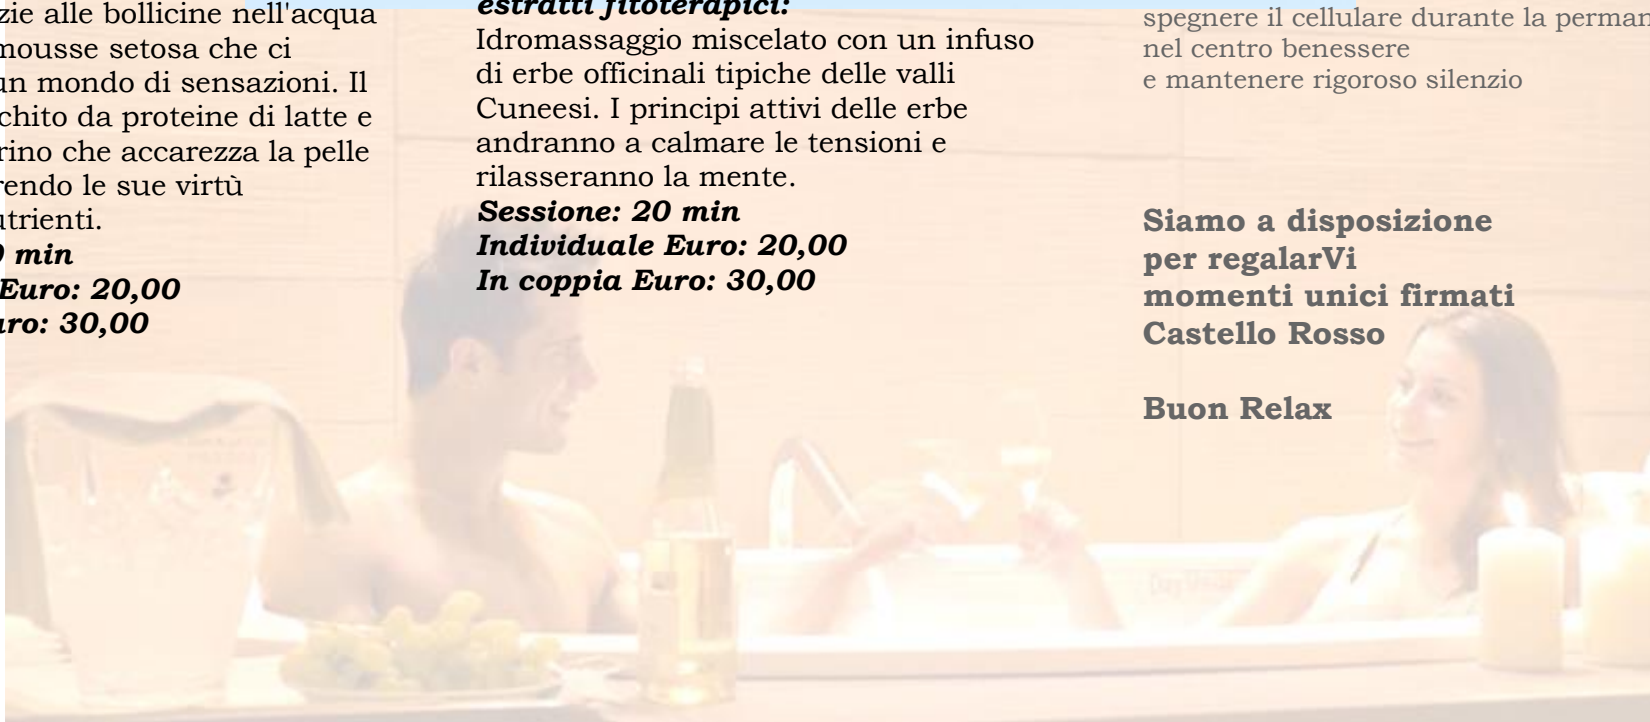 zie alle bollicine nell'acqua
mousse setosa che ci
un mondo di sensazioni. Il
chito da proteine di latte e
rino che accarezza la pelle
rendo le sue virtù
utrienti.
0 min
Euro: 20,00
uro: 30,00
estratti fitoterapici:
Idromassaggio miscelato con un infuso
di erbe officinali tipiche delle valli
Cuneesi. I principi attivi delle erbe
andranno a calmare le tensioni e
rilasseranno la mente.
Sessione: 20 min
Individuale Euro: 20,00
In coppia Euro: 30,00
spegnere il cellulare durante la perman
nel centro benessere
e mantenere rigoroso silenzio
Siamo a disposizione
per regalarVi
momenti unici firmati
Castello Rosso
Buon Relax